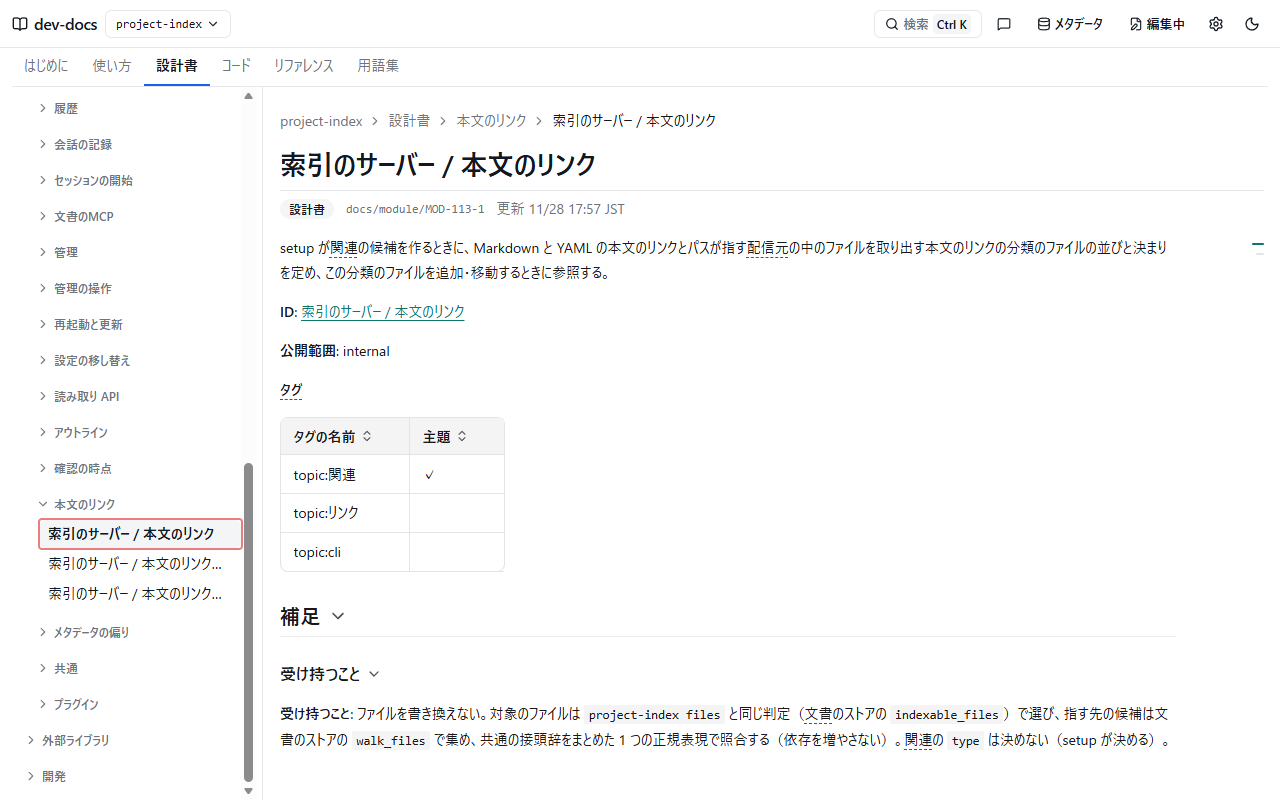 dev-docs project-index 検索 Ctrl K メタデータ 編集中
はじめに 使い方 設計書 コード リファレンス 用語集
履歴
会話の記録
セッションの開始
文書のMCP
管理
管理の操作
再起動と更新
設定の移し替え
読み取り API
アウトライン
確認の時点
本文のリンク
索引のサーバー / 本文のリンク
索引のサーバー / 本文のリンク...
索引のサーバー / 本文のリンク...
メタデータの偏り
共通
プラグイン
外部ライブラリ
開発
project-index 設計書 本文のリンク 索引のサーバー / 本文のリンク
索引のサーバー / 本文のリンク
設計書 docs/module/MOD-113-1 更新 11/28 17:57 JST
setup が関連の候補を作るときに、Markdown と YAML の本文のリンクとパスが指す配信元の中のファイルを取り出す本文のリンクの分類のファイルの並びと決まり
を定め、この分類のファイルを追加・移動するときに参照する。
ID: 索引のサーバー / 本文のリンク
公開範囲: internal
タグ
タグの名前 主題
topic:関連 ✓
topic:リンク
topic:cli
補足
受け持つこと
受け持つこと: ファイルを書き換えない。対象のファイルは project-index files と同じ判定（文書のストアの indexable_files）で選び、指す先の候補は文
書のストアの walk_files で集め、共通の接頭辞をまとめた 1 つの正規表現で照合する（依存を増やさない）。関連の type は決めない（setup が決める）。